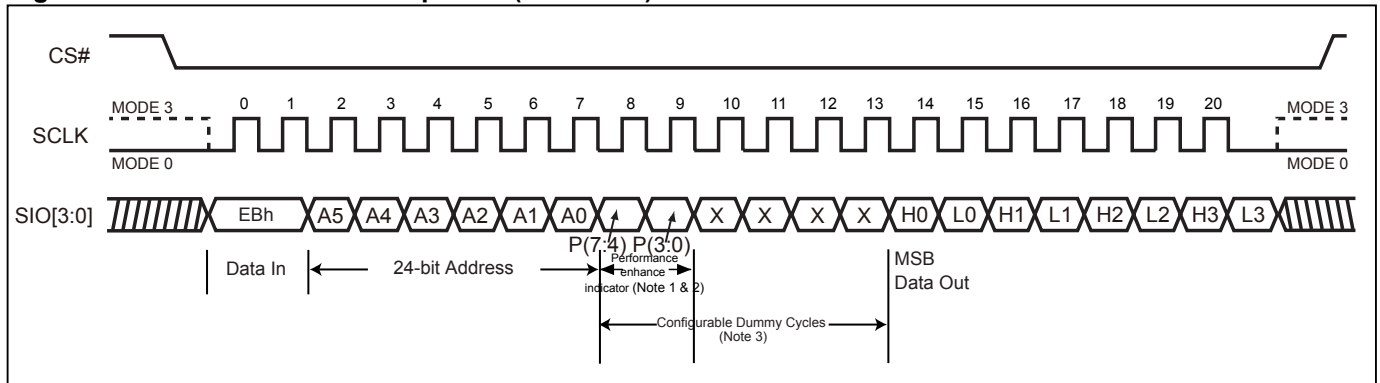 CS#
0 1 2 3 4 5 6 7 8 9 10 11 12 13 14 15 16 17 18 19 20
MODE 3
MODE 3
SCLK
MODE 0
MODE 0
SIO[3:0]
EBh A5 A4 A3 A2 A1 A0 X X X X H0 L0 H1 L1 H2 L2 H3 L3
P(7:4) P(3:0)
Data In
24-bit Address
Performance
enhance
indicator (Note 1 & 2)
MSB
Data Out
Configurable Dummy Cycles
(Note 3)